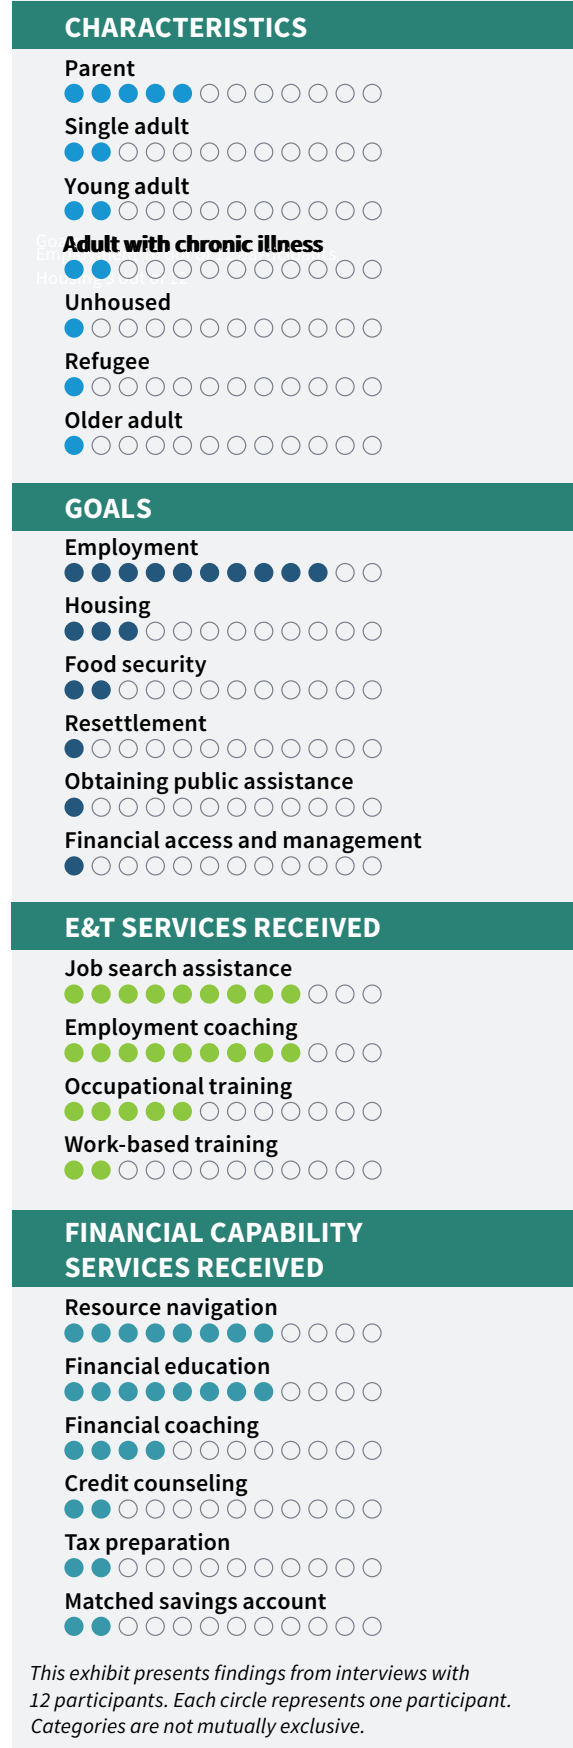 CHARACTERISTICS
Parent
Single adult
Young adult
Adult with chronic illness
Unhoused
Refugee
Older adult
GOALS
Employment
Housing
Food security
Resettlement
Obtaining public assistance
Financial access and management
E&T SERVICES RECEIVED
Job search assistance
Employment coaching
Occupational training
Work-based training
FINANCIAL CAPABILITY
SERVICES RECEIVED
Resource navigation
Financial education
Financial coaching
Credit counseling
Tax preparation
Matched savings account
This exhibit presents findings from interviews with
12 participants. Each circle represents one participant.
Categories are not mutually exclusive.